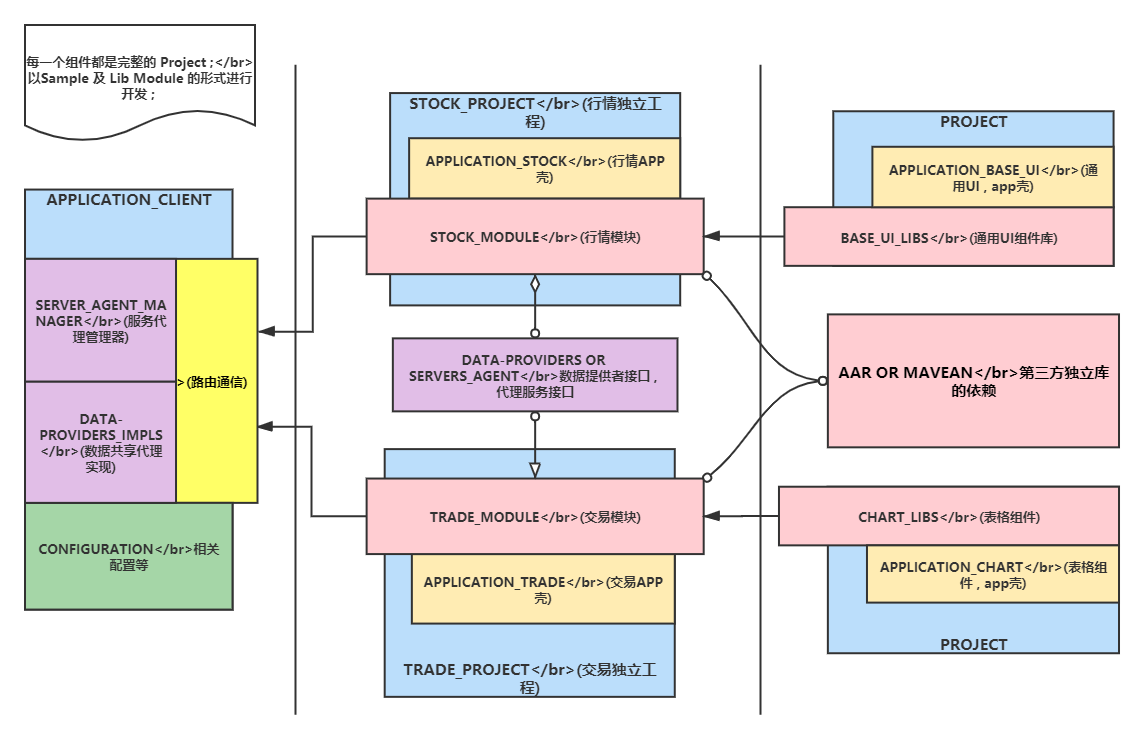 每一个组件都是完整的 Project ;</br>
以Sample 及 Lib Module 的形式进行
开发 ;
APPLICATION_CLIENT
SERVER_AGENT_MA
NAGER</br>(服务代
理管理器)
>(路由通信)
DATA-
PROVIDERS_IMPLS
</br>(数据共享代理
实现)
CONFIGURATION</br>相关
配置等
STOCK_PROJECT</br>(行情独立工
程)
APPLICATION_STOCK</br>(行情APP
壳)
STOCK_MODULE</br>(行情模块)
DATA-PROVIDERS OR
SERVERS_AGENT</br>数据提供者接口 ,
代理服务接口
TRADE_MODULE</br>(交易模块)
APPLICATION_TRADE</br>(交易APP
壳)
TRADE_PROJECT</br>(交易独立工
程)
PROJECT
APPLICATION_BASE_UI</br>(通
用UI , app壳)
BASE_UI_LIBS</br>(通用UI组件库)
AAR OR MAVEAN</br>第三方独立库
的依赖
CHART_LIBS</br>(表格组件)
APPLICATION_CHART</br>(表格组
件 , app壳)
PROJECT